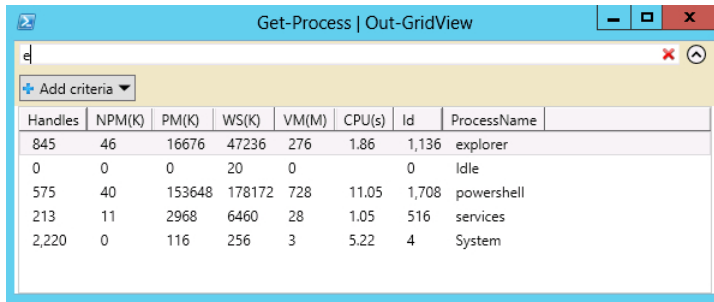 Get-Process | Out-GridView
e
Add criteria
Handles NPM(K) PM(K) WS(K) VM(M) CPU(s) Id ProcessName
845 46 16676 47236 276 1.86 1,136 explorer
0 0 0 20 0 0 Idle
575 40 153648 178172 728 11.05 1,708 powershell
213 11 2968 6460 28 1.05 516 services
2,220 0 116 256 3 5.22 4 System